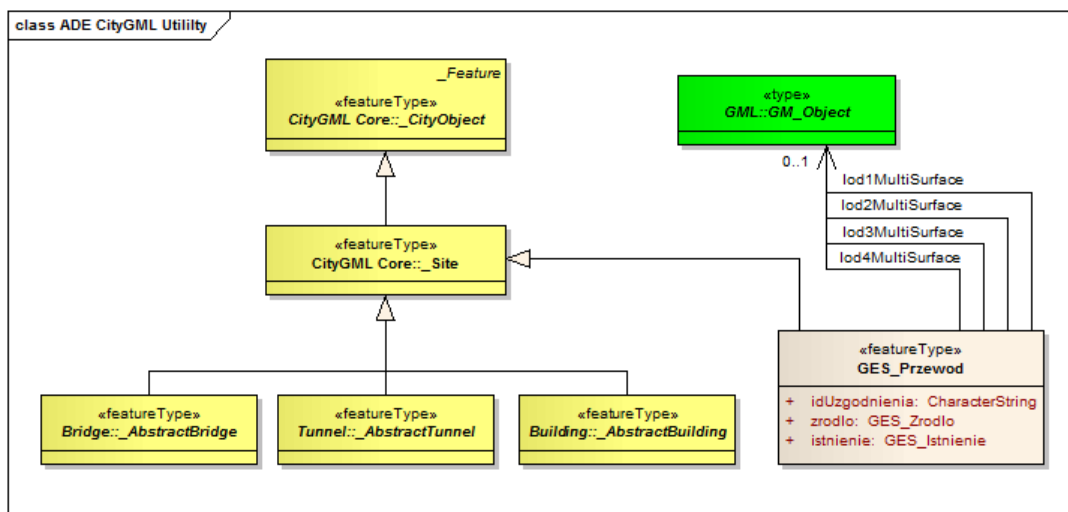 class ADE CityGML Utililty
_Feature
«featureType»
CityGML Core::_CityObject
«type»
GML::GM_Object
0..1
lod1MultiSurface
lod2MultiSurface
lod3MultiSurface
lod4MultiSurface
«featureType»
CityGML Core::_Site
«featureType»
Bridge::_AbstractBridge
«featureType»
Tunnel::_AbstractTunnel
«featureType»
Building::_AbstractBuilding
«featureType»
GES_Przewod
+ idUzgodnienia: CharacterString
+ zrodlo: GES_Zrodlo
+ istnienie: GES_Istnienie